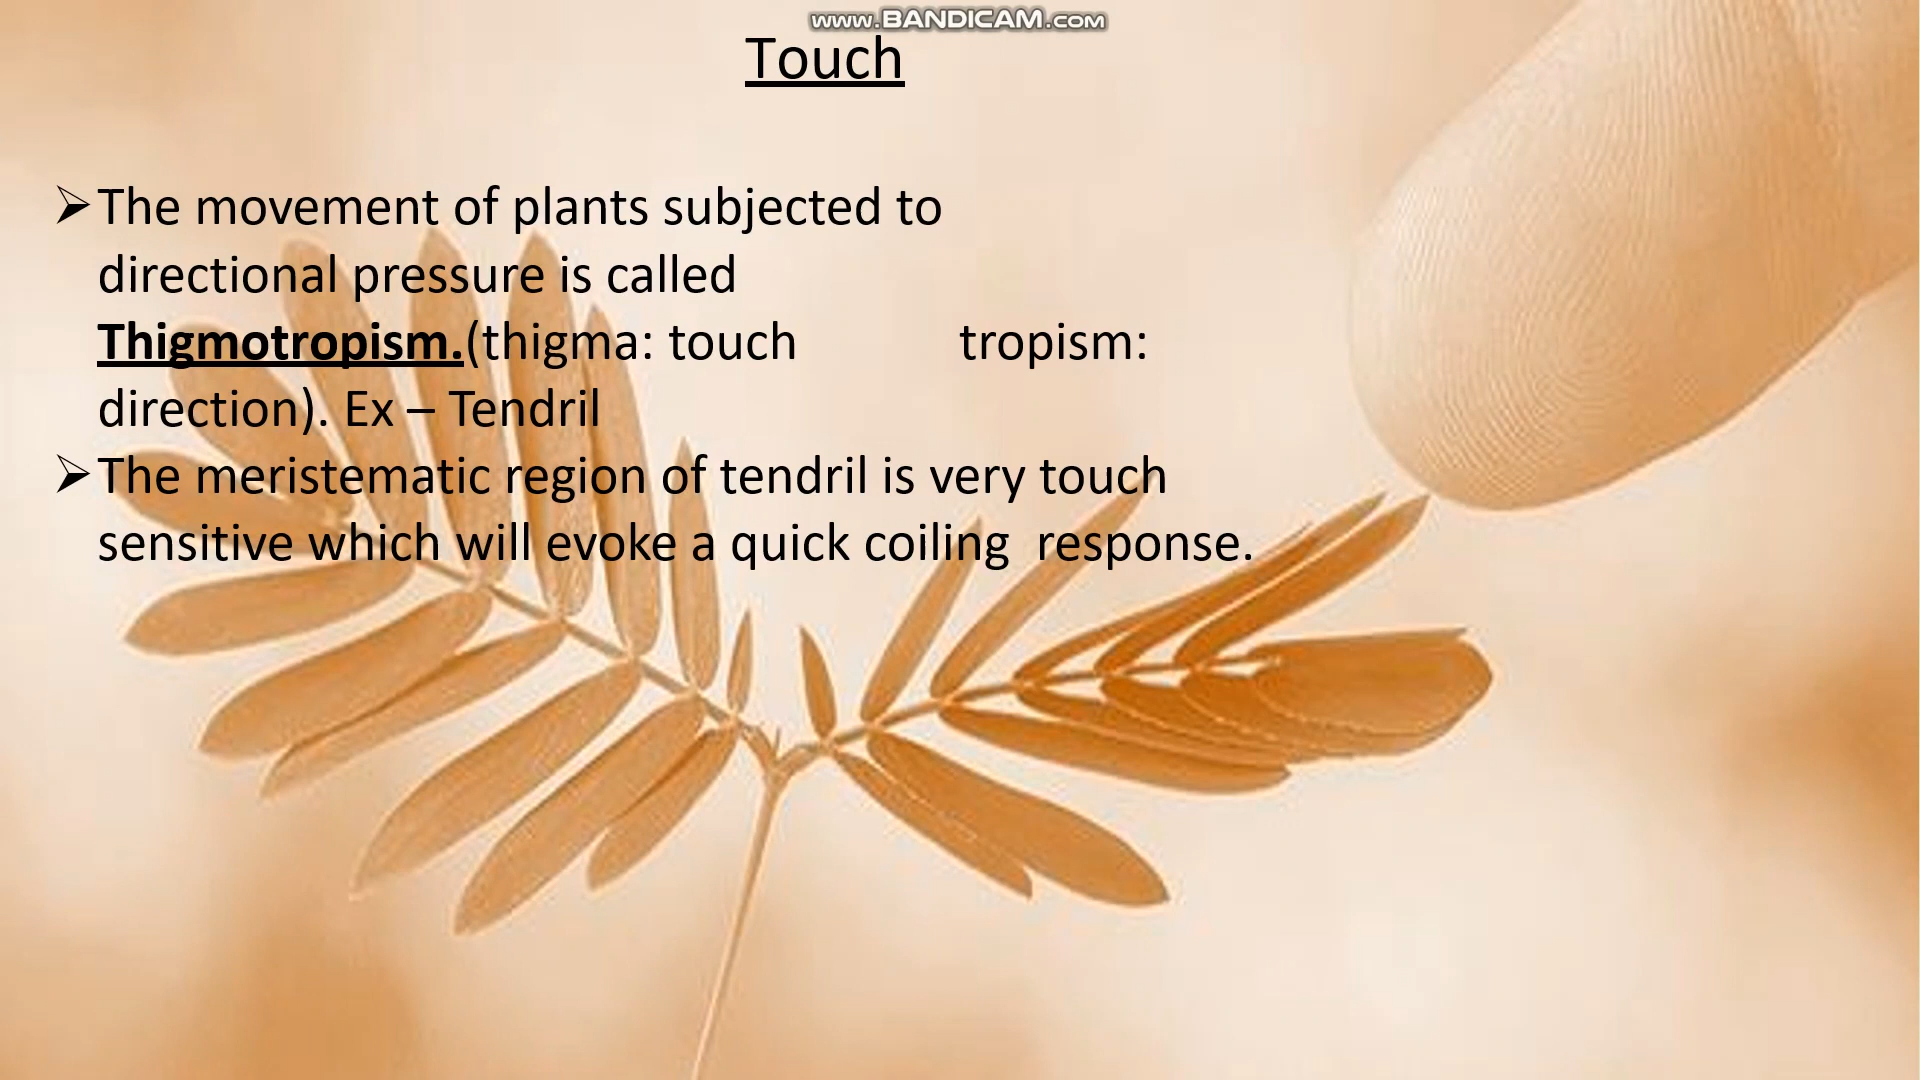 www.BANDICAM.com
Touch
➢The movement of plants subjected to
directional pressure is called
Thigmotropism.(thigma: touch tropism:
direction). Ex – Tendril
➢The meristematic region of tendril is very touch
sensitive which will evoke a quick coiling response.